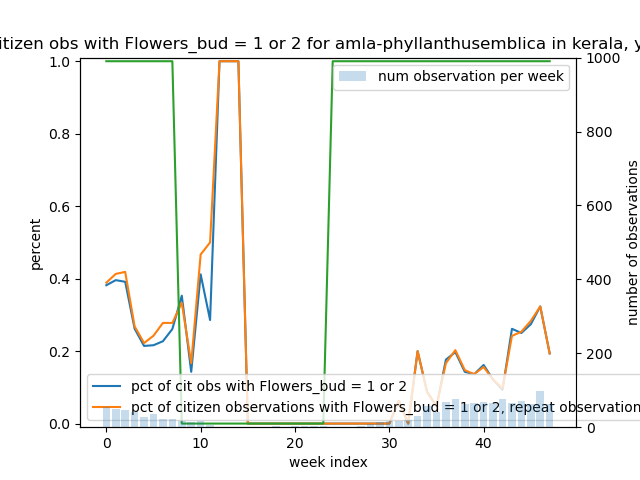 itizen obs with Flowers_bud = 1 or 2 for amla-phyllanthusemblica in kerala, y
num observation per week
1.0
0.8
0.6
0.4
0.2
0.0
percent
1000
800
600
400
200
0
number of observations
pct of cit obs with Flowers_bud = 1 or 2
pct of citizen observations with Flowers_bud = 1 or 2, repeat observation
0
10
20
30
40
week index